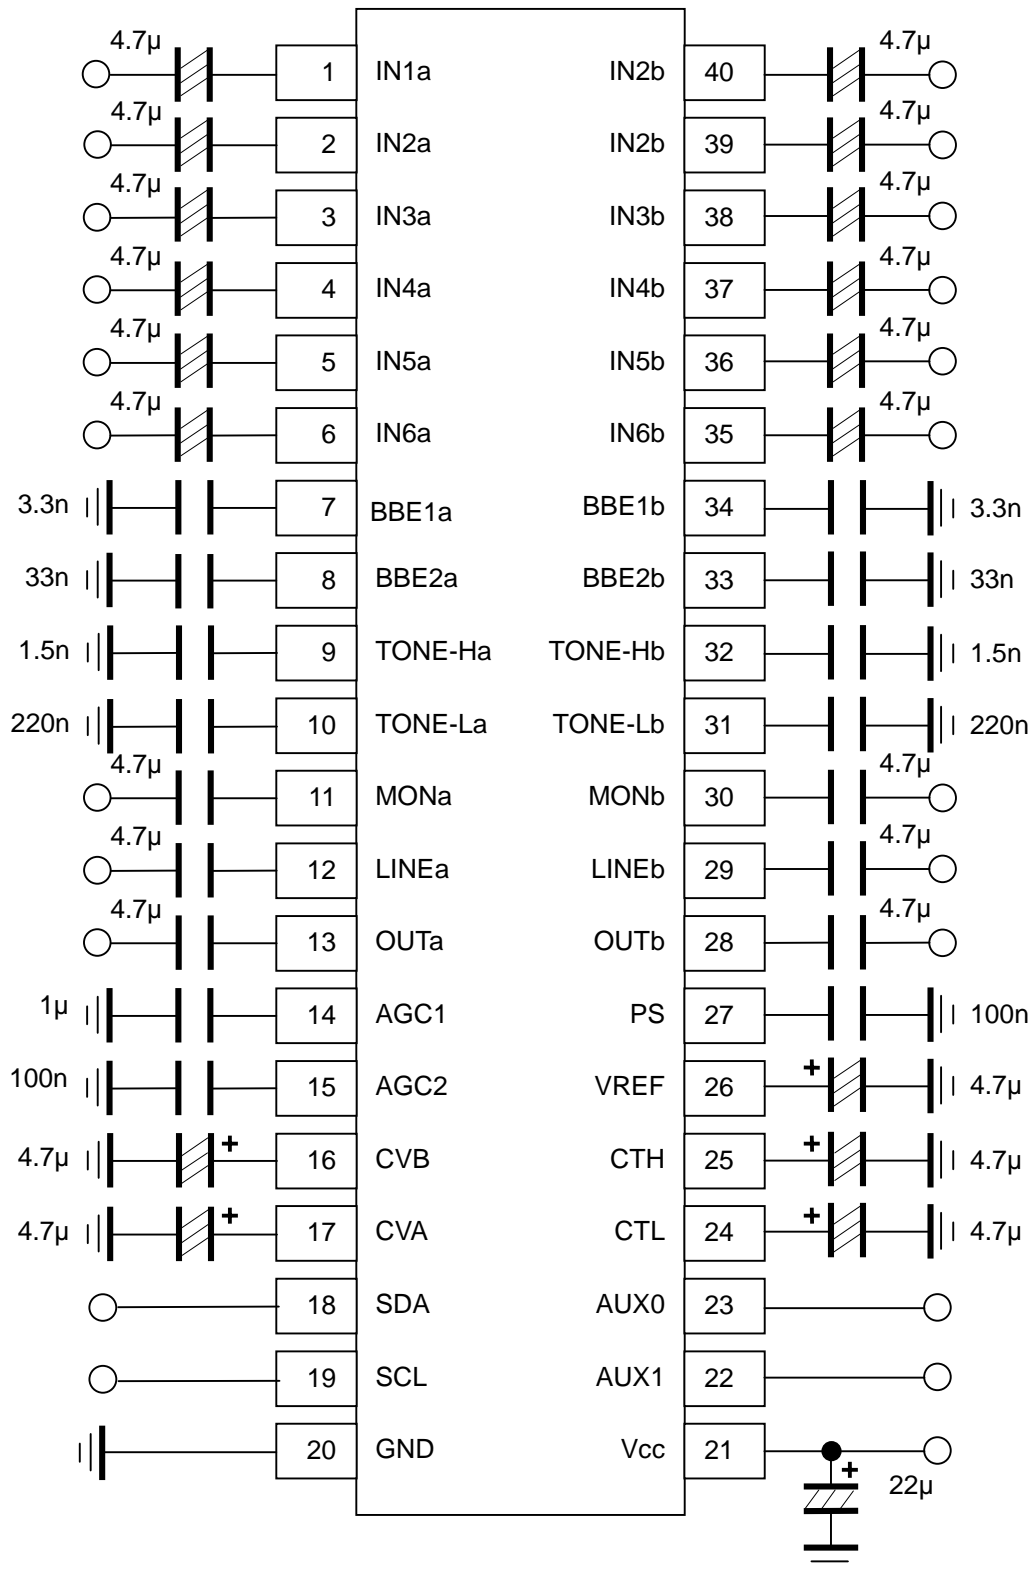 4.7µ 1 IN1a IN2b 40 4.7µ
4.7µ 2 IN2a IN2b 39 4.7µ
4.7µ 3 IN3a IN3b 38 4.7µ
4.7µ 4 IN4a IN4b 37 4.7µ
4.7µ 5 IN5a IN5b 36 4.7µ
4.7µ 6 IN6a IN6b 35 4.7µ
3.3n 7 BBE1a BBE1b 34 3.3n
33n 8 BBE2a BBE2b 33 33n
1.5n 9 TONE-Ha TONE-Hb 32 1.5n
220n 10 TONE-La TONE-Lb 31 220n
4.7µ 11 MONa MONb 30 4.7µ
4.7µ 12 LINEa LINEb 29 4.7µ
4.7µ 13 OUTa OUTb 28 4.7µ
1µ 14 AGC1 PS 27 100n
100n 15 AGC2 VREF 26 + 4.7µ
4.7µ + 16 CVB CTH 25 + 4.7µ
4.7µ + 17 CVA CTL 24 + 4.7µ
18 SDA AUX0 23
19 SCL AUX1 22
20 GND Vcc 21
+ 22µ